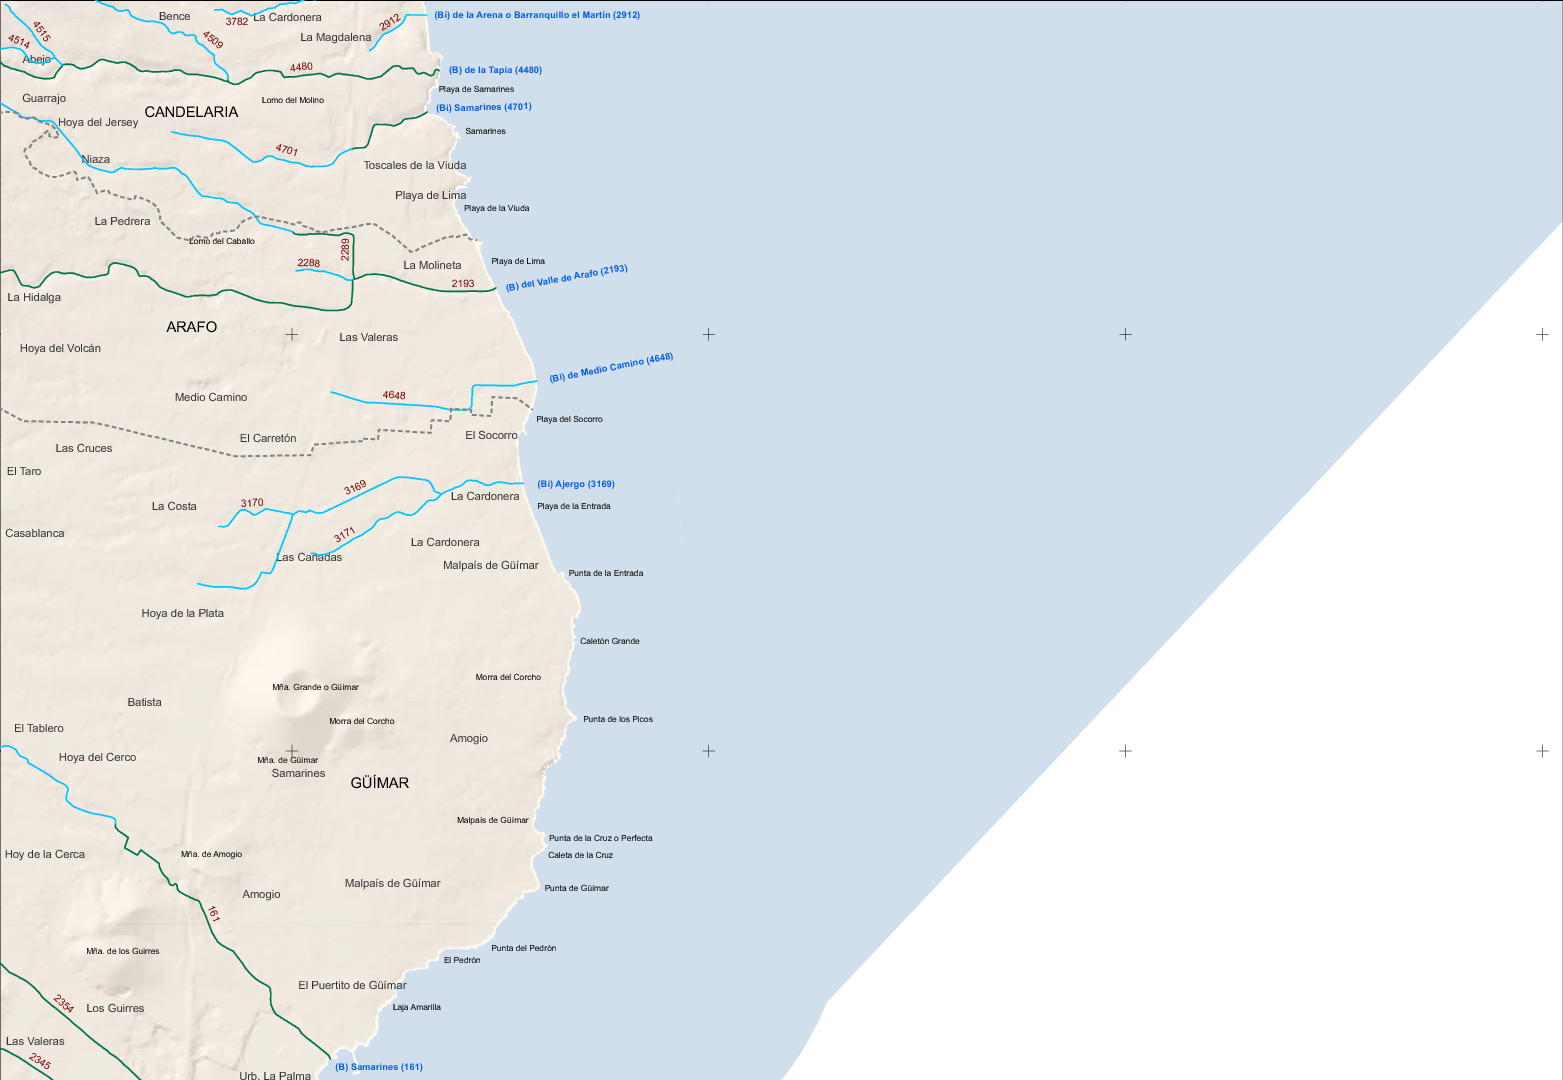 Bence
3782
La Cardonera
2912
(Bi) de la Arena o Barranquillo el Martín (2912)
4515
4514
Abejo
4509
La Magdalena
4480
(B) de la Tapia (4480)
Playa de Samarines
Guarrajo
CANDELARIA
Lomo del Molino
(Bi) Samarines (4701)
Hoya del Jersey
Samarines
Niaza
4701
Toscales de la Viuda
Playa de Lima
Playa de la Viuda
La Pedrera
Lomo del Caballo
2289
2288
La Molineta
Playa de Lima
2193
(B) del Valle de Arafo (2193)
La Hidalga
ARAFO
Las Valeras
Hoya del Volcán
(Bi) de Medio Camino (4648)
Medio Camino
4648
Playa del Socorro
El Carretón
El Socorro
Las Cruces
El Taro
3169
(Bi) Ajergo (3169)
La Cardonera
3170
La Costa
Playa de la Entrada
Casablanca
3171
La Cardonera
Las Cañadas
Malpaís de Güímar
Punta de la Entrada
Hoya de la Plata
Caletón Grande
Morra del Corcho
Mña. Grande o Güimar
Batista
Morra del Corcho
Punta de los Picos
El Tablero
Amogio
Hoya del Cerco
Mña. de Güimar
Samarines
GÜÍMAR
Malpaís de Güímar
Punta de la Cruz o Perfecta
Hoy de la Cerca
Mña. de Amogio
Caleta de la Cruz
Malpaís de Güímar
Punta de Güimar
Amogio
161
Mña. de los Guirres
Punta del Pedrón
El Pedrón
El Puertito de Güímar
2354
Los Guirres
Laja Amarilla
Las Valeras
2345
(B) Samarines (161)
Urb. La Palma